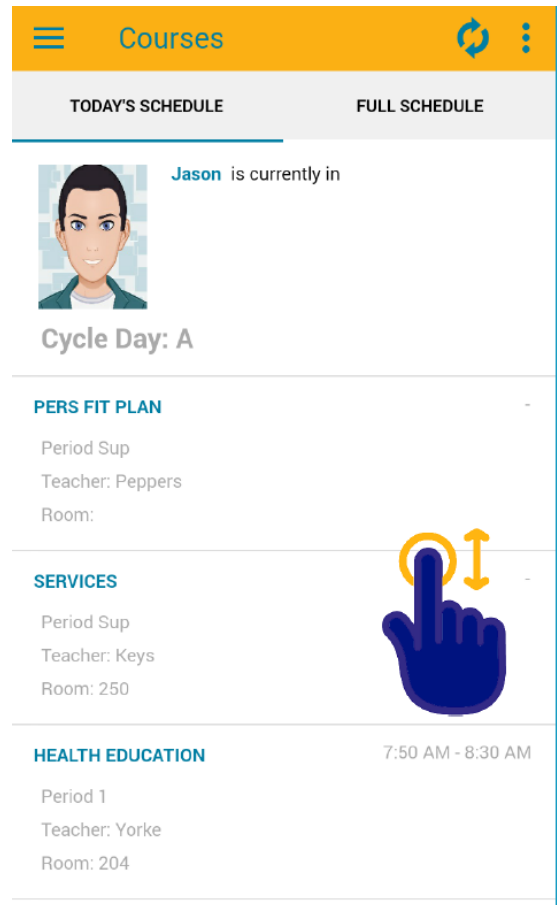 Courses
TODAY'S SCHEDULE FULL SCHEDULE
Jason is currently in
Cycle Day: A
PERS FIT PLAN -
Period Sup
Teacher: Peppers
Room:
SERVICES -
Period Sup
Teacher: Keys
Room: 250
HEALTH EDUCATION 7:50 AM - 8:30 AM
Period 1
Teacher: Yorke
Room: 204